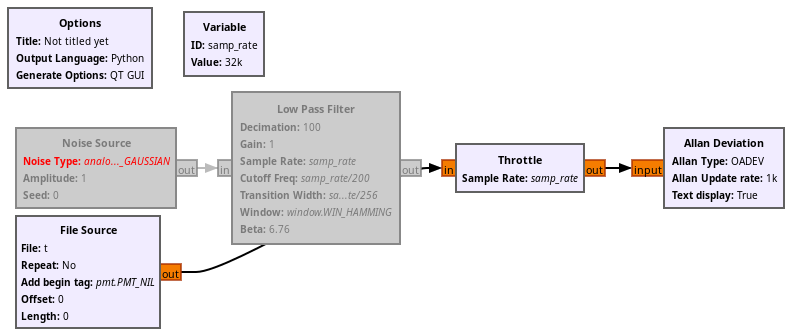 Options
Title: Not titled yet
Output Language: Python
Generate Options: QT GUI
Variable
ID: samp_rate
Value: 32k
Noise Source
Noise Type: analo..._GAUSSIAN
Amplitude: 1
Seed: 0
out
in
Low Pass Filter
Decimation: 100
Gain: 1
Sample Rate: samp_rate
Cutoff Freq: samp_rate/200
Transition Width: sa...te/256
Window: window.WIN_HAMMING
Beta: 6.76
out
in
Throttle
Sample Rate: samp_rate
out
input
Allan Deviation
Allan Type: OADEV
Allan Update rate: 1k
Text display: True
File Source
File: t
Repeat: No
Add begin tag: pmt.PMT_NIL
Offset: 0
Length: 0
out